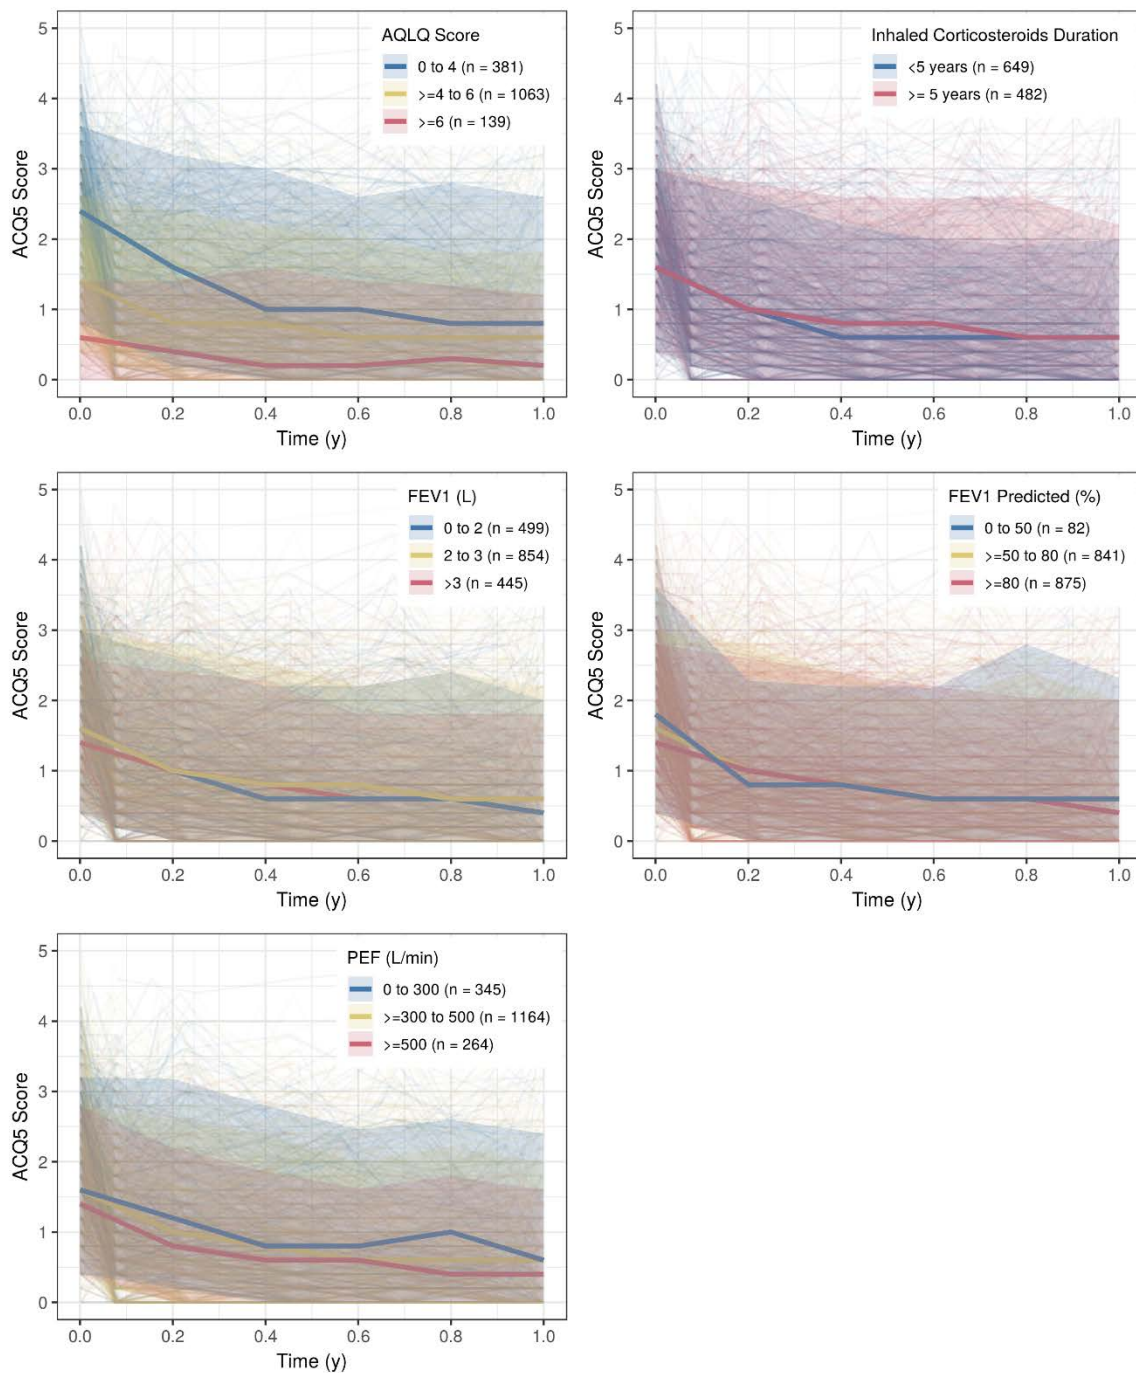 AQLQ Score
0 to 4 (n = 381)
>=4 to 6 (n = 1063)
>=6 (n = 139)
5
4
3
2
1
0
ACQ5 Score
0.0 0.2 0.4 0.6 0.8 1.0
Time (y)
Inhaled Corticosteroids Duration
<5 years (n = 649)
>= 5 years (n = 482)
5
4
3
2
1
0
ACQ5 Score
0.0 0.2 0.4 0.6 0.8 1.0
Time (y)
FEV1 (L)
0 to 2 (n = 499)
2 to 3 (n = 854)
>3 (n = 445)
5
4
3
2
1
0
ACQ5 Score
0.0 0.2 0.4 0.6 0.8 1.0
Time (y)
FEV1 Predicted (%)
0 to 50 (n = 82)
>=50 to 80 (n = 841)
>=80 (n = 875)
5
4
3
2
1
0
ACQ5 Score
0.0 0.2 0.4 0.6 0.8 1.0
Time (y)
PEF (L/min)
0 to 300 (n = 345)
>=300 to 500 (n = 1164)
>=500 (n = 264)
5
4
3
2
1
0
ACQ5 Score
0.0 0.2 0.4 0.6 0.8 1.0
Time (y)